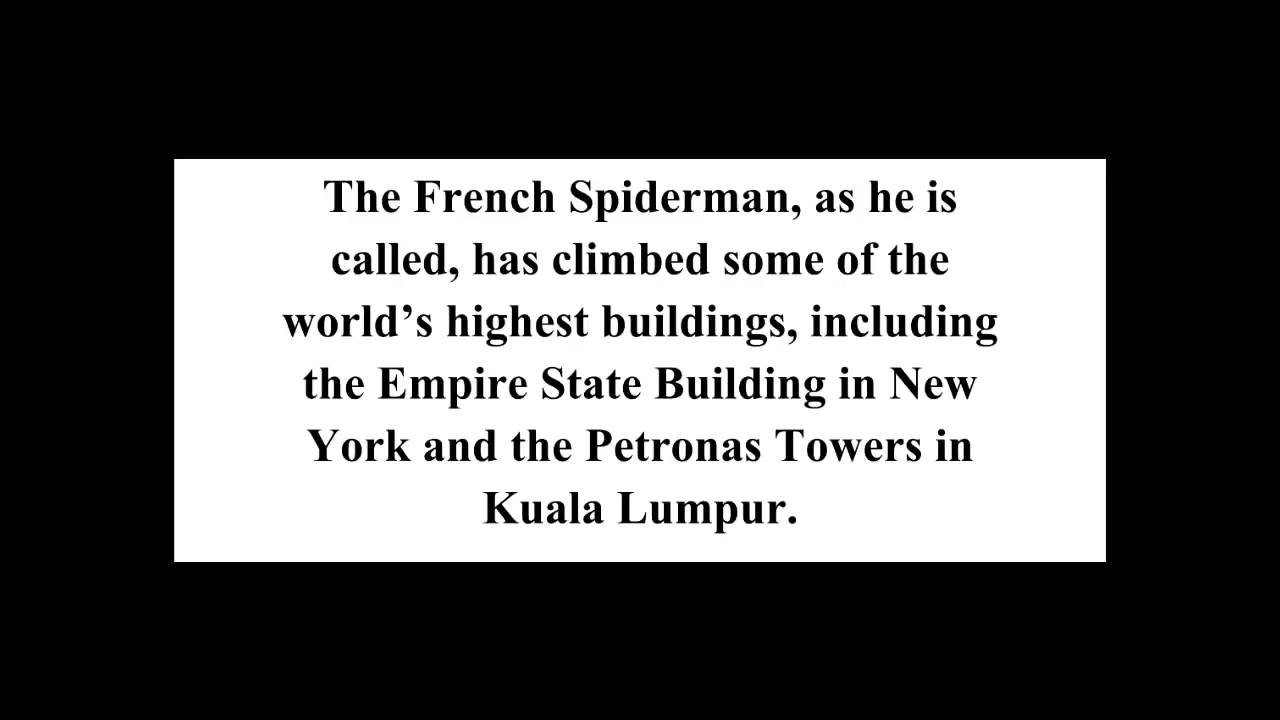 The French Spiderman, as he is
called, has climbed some of the
world’s highest buildings, including
the Empire State Building in New
York and the Petronas Towers in
Kuala Lumpur.